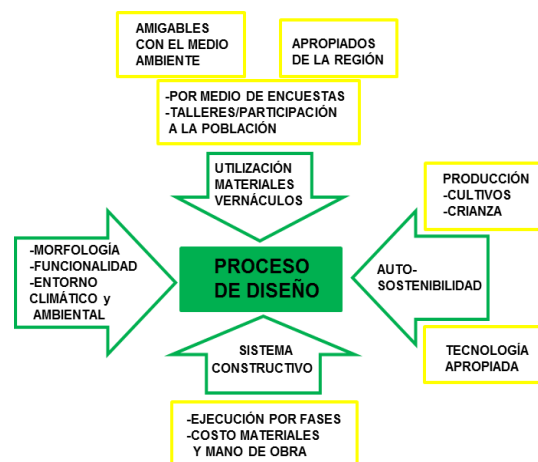 AMIGABLES
CON EL MEDIO
AMBIENTE
APROPIADOS
DE LA REGIÓN
-POR MEDIO DE ENCUESTAS
-TALLERES/PARTICIPACIÓN
A LA POBLACIÓN
UTILIZACIÓN
MATERIALES
VERNÁCULOS
PRODUCCIÓN
-CULTIVOS
-CRIANZA
-MORFOLOGÍA
-FUNCIONALIDAD
-ENTORNO
CLIMÁTICO y
AMBIENTAL
PROCESO
DE DISEÑO
AUTO-
SOSTENIBILIDAD
SISTEMA
CONSTRUCTIVO
TECNOLOGÍA
APROPIADA
-EJECUCIÓN POR FASES
-COSTO MATERIALES
Y MANO DE OBRA